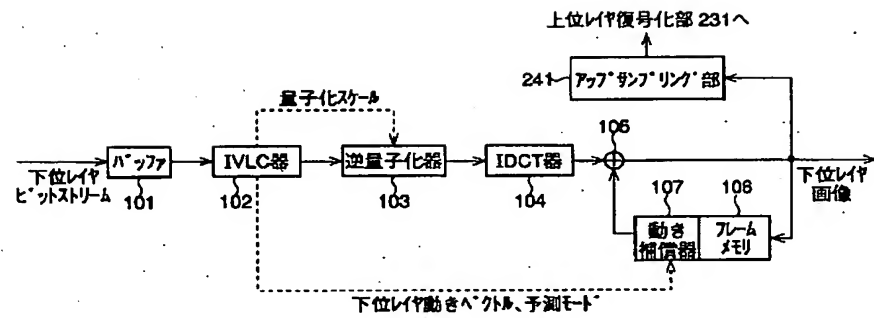 上位レイヤ復号化部 231へ
241
アップサンプリング部
量子化スケール
105
バッファ
IVLC器
逆量子化器
IDCT器
下位レイヤ
ビットストリーム
101
102
103
104
下位レイヤ
画像
107
108
動き
補償器
フレーム
メモリ
下位レイヤ動きベクトル、予測モード